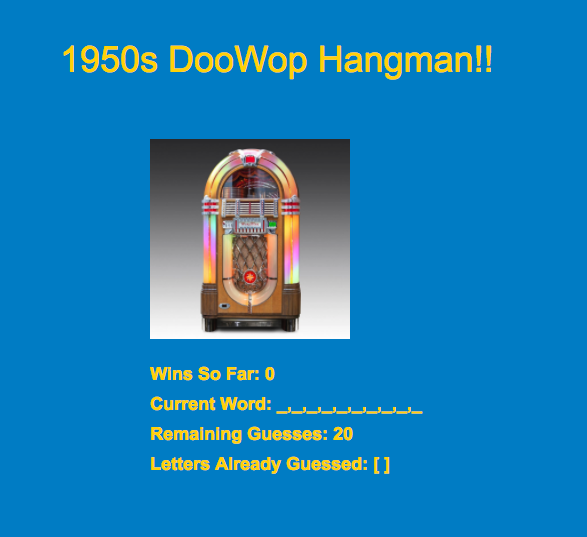 1950s DooWop Hangman!!
Wins So Far: 0
Current Word: _,_,_,_,_,_,_,_,_,_
Remaining Guesses: 20
Letters Already Guessed: [ ]